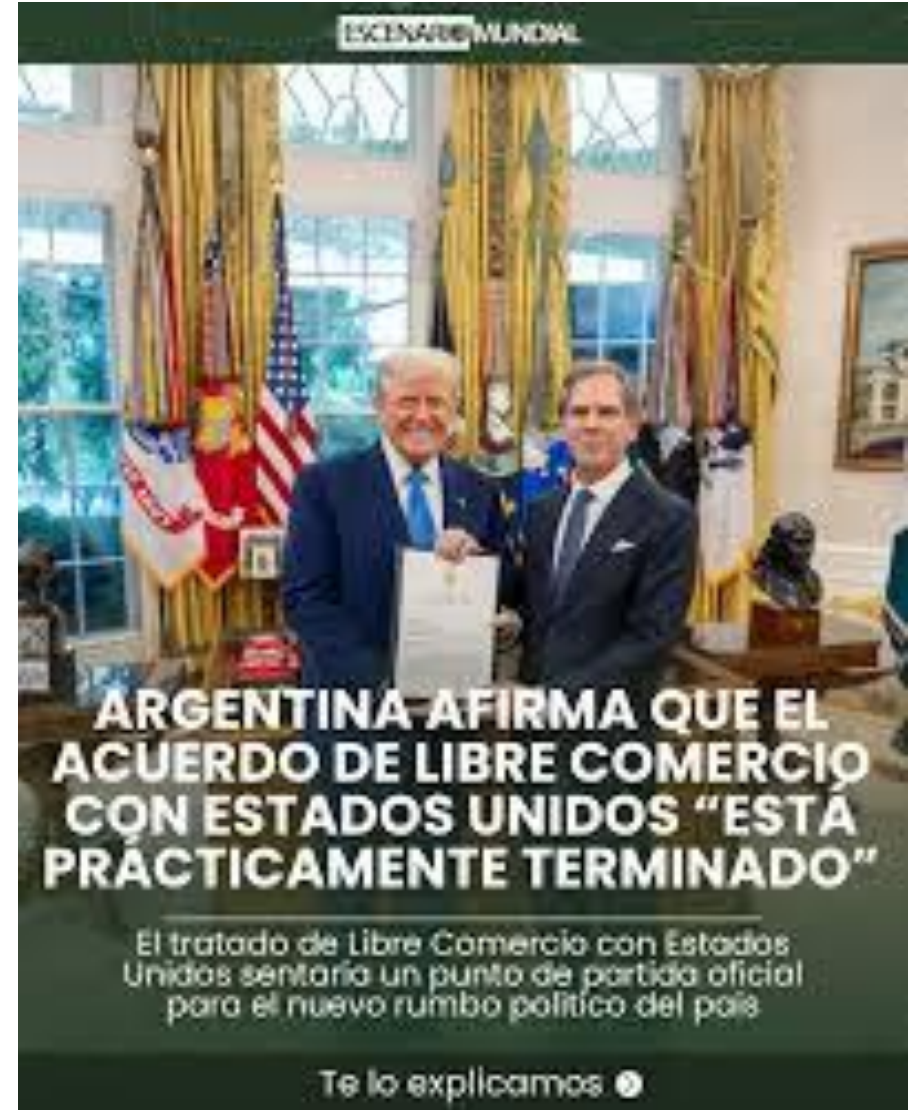 ESCENARIO MUNDIAL
ARGENTINA AFIRMA QUE EL
ACUERDO DE LIBRE COMERCIO
CON ESTADOS UNIDOS “ESTÁ
PRÁCTICAMENTE TERMINADO”
El tratado de Libre Comercio con Estados
Unidos sentaría un punto de partida oficial
para el nuevo rumbo político del país
Te lo explicamos